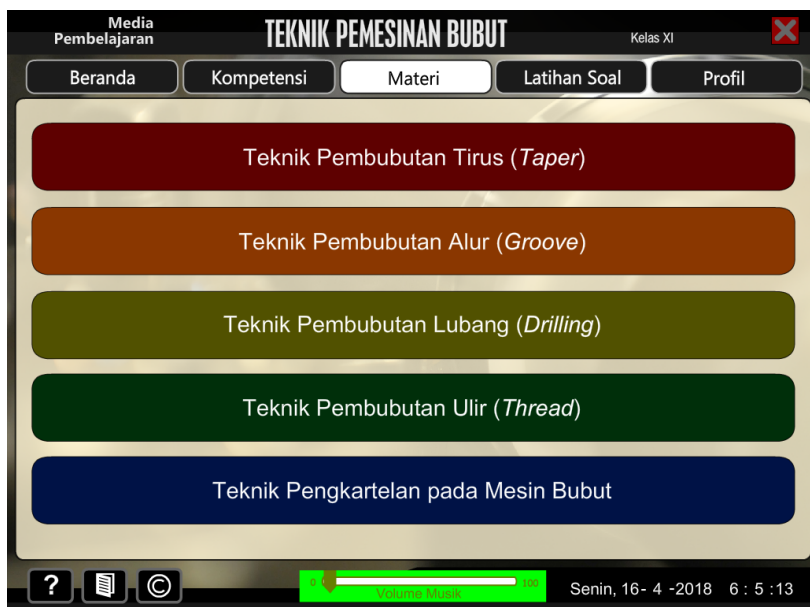 Media
Pembelajaran
TEKNIK PEMESINAN BUBUT
Kelas XI
Beranda
Kompetensi
Materi
Latihan Soal
Profil
Teknik Pembubutan Tirus (Taper)
Teknik Pembubutan Alur (Groove)
Teknik Pembubutan Lubang (Drilling)
Teknik Pembubutan Ulir (Thread)
Teknik Pengkartelan pada Mesin Bubut
?
©
0
100
Volume Musik
Senin, 16- 4 -2018 6 : 5 :13